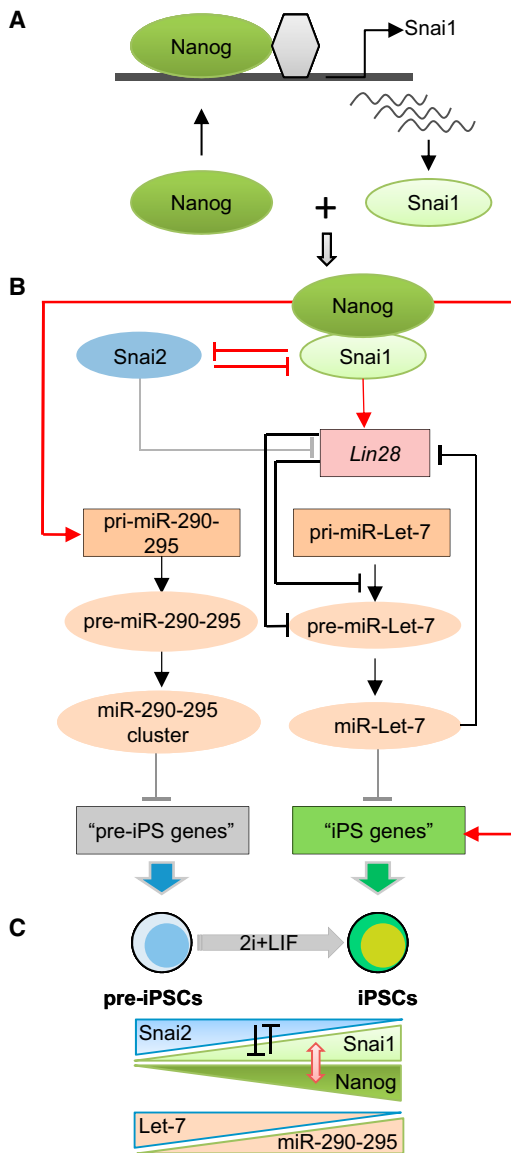 A
Nanog
Snai1
Nanog
+
Snai1
B
Nanog
Snai2
Snai1
Lin28
pri-miR-290-
295
pri-miR-Let-7
pre-miR-290-295
pre-miR-Let-7
miR-290-295
cluster
miR-Let-7
“pre-iPS genes”
“iPS genes”
C
2i+LIF
pre-iPSCs
iPSCs
Snai2
Snai1
Nanog
Let-7
miR-290-295